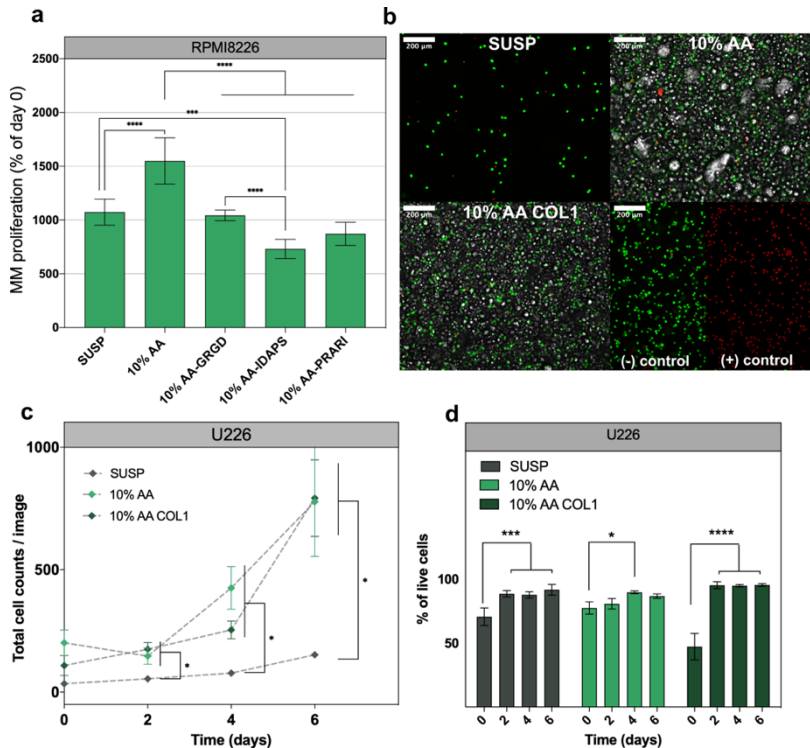 a
RPMI8226
MM proliferation (% of day 0)
2500
2000
1500
1000
500
0
****
***
****
****
SUSP
10% AA
10% AA-GRGD
10% AA-IDAPS
10% AA-PRARI
b
200 µm
SUSP
200 µm
10% AA
200 µm
10% AA COL1
200 µm
(-) control
(+) control
c
U226
Total cell counts / image
1000
500
0
SUSP
10% AA
10% AA COL1
*
*
*
0
2
4
6
Time (days)
d
U226
SUSP
10% AA
10% AA COL1
% of live cells
100
50
***
*
****
0
2
4
6
0
2
4
6
0
2
4
6
Time (days)